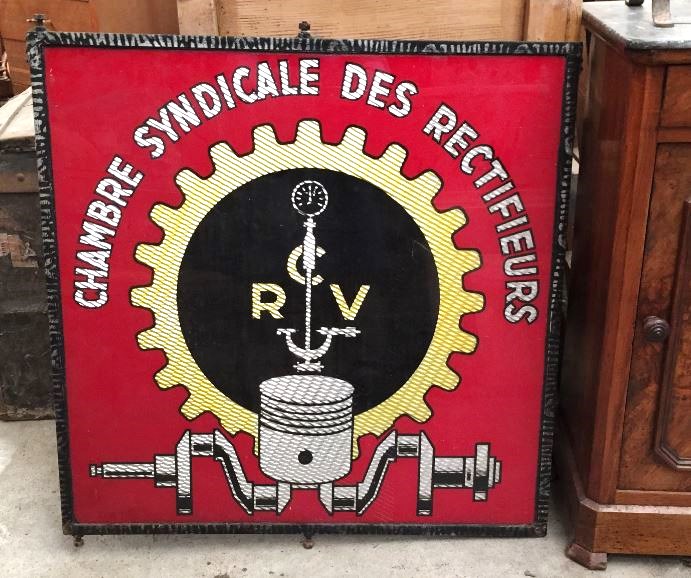 CHAMBRE SYNDICALE DES RECTIFIEURS
C
R V